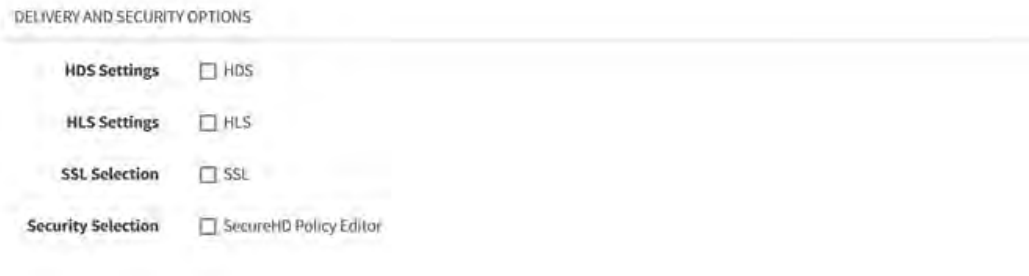 DELIVERY AND SECURITY OPTIONS
HDS Settings HDS
HLS Settings HLS
SSL Selection SSL
Security Selection SecureHD Policy Editor